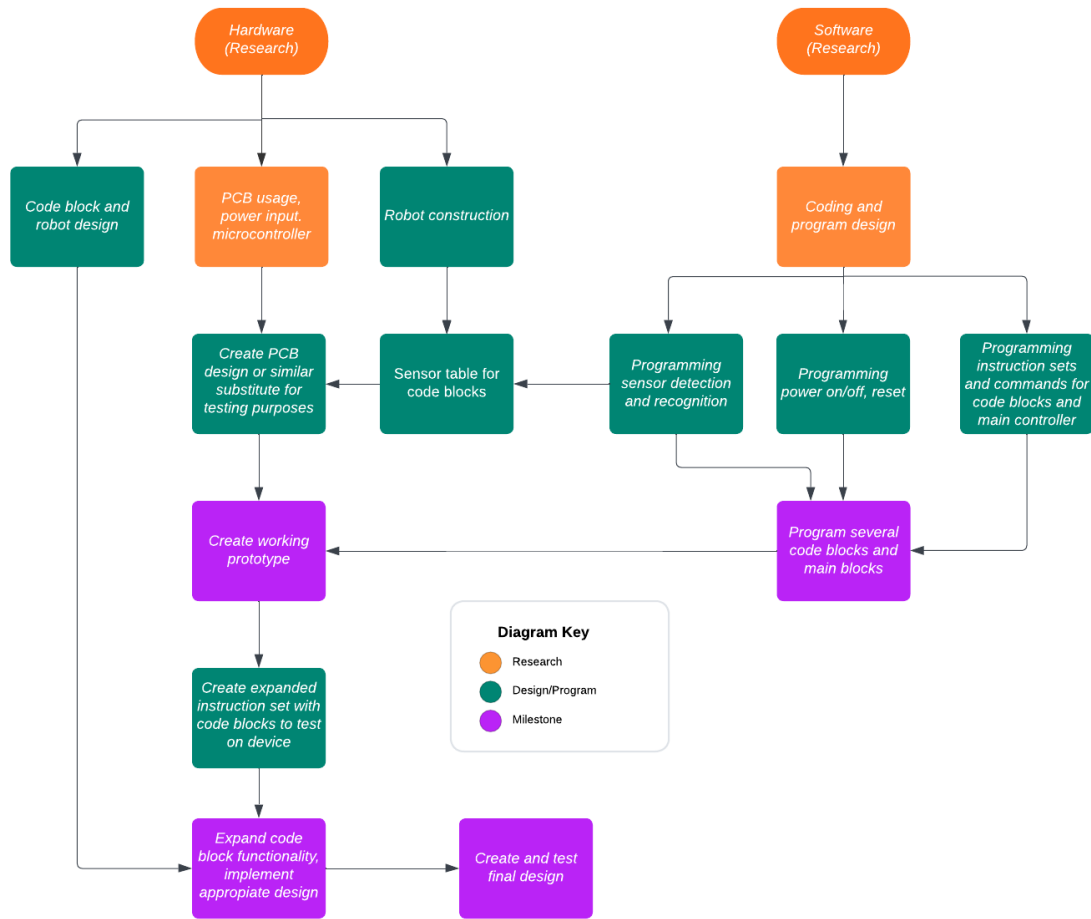 Hardware
(Research)
Software
(Research)
Code block and
robot design
PCB usage,
power input.
microcontroller
Robot construction
Coding and
program design
Create PCB
design or similar
substitute for
testing purposes
Sensor table for
code blocks
Programming
sensor detection
and recognition
Programming
power on/off, reset
Programming
instruction sets
and commands for
code blocks and
main controller
Create working
prototype
Program several
code blocks and
main blocks
Diagram Key
Research
Design/Program
Milestone
Create expanded
instruction set with
code blocks to test
on device
Expand code
block functionality,
implement
appropiate design
Create and test
final design